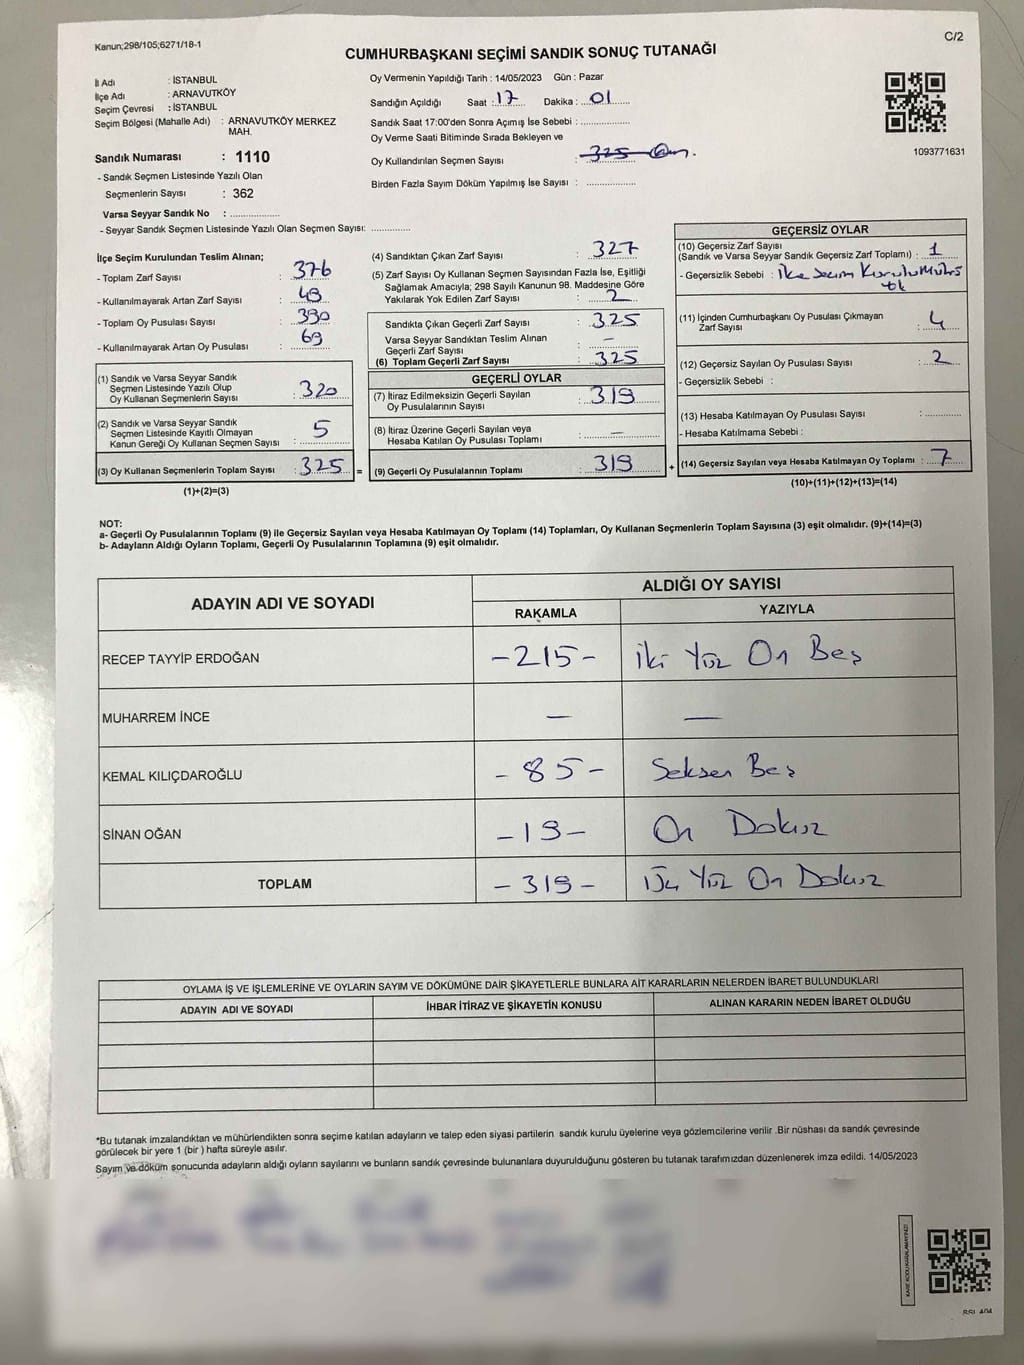 Kanun;298/105;6271/18-1
C/2
CUMHURBAŞKANI SEÇİMİ SANDIK SONUÇ TUTANAĞI
İl Adı : İSTANBUL
İlçe Adı : ARNAVUTKÖY
Seçim Çevresi : İSTANBUL
Seçim Bölgesi (Mahalle Adı) : ARNAVUTKÖY MERKEZ
MAH.
Sandık Numarası : 1110
- Sandık Seçmen Listesinde Yazılı Olan
Seçmenlerin Sayısı : 362
Varsa Seyyar Sandık No : ..................
- Seyyar Sandık Seçmen Listesinde Yazılı Olan Seçmen Sayısı: ..............
Oy Vermenin Yapıldığı Tarih : 14/05/2023 Gün : Pazar
Sandığın Açıldığı Saat : 17 Dakika : 01
Sandık Saat 17:00'den Sonra Açımış İse Sebebi : ..................
Oy Verme Saati Bitiminde Sırada Bekleyen ve
Oy Kullandırılan Seçmen Sayısı : 325
Birden Fazla Sayım Döküm Yapılmış İse Sayısı : ..................
1093771631
İlçe Seçim Kurulundan Teslim Alınan;
- Toplam Zarf Sayısı : 376
- Kullanılmayarak Artan Zarf Sayısı : 49
- Toplam Oy Pusulası Sayısı : 390
- Kullanılmayarak Artan Oy Pusulası : 69
(1) Sandık ve Varsa Seyyar Sandık
Seçmen Listesinde Yazılı Olup
Oy Kullanan Seçmenlerin Sayısı : 320
(2) Sandık ve Varsa Seyyar Sandık
Seçmen Listesinde Kayıtlı Olmayan
Kanun Gereği Oy Kullanan Seçmen Sayısı : 5
(3) Oy Kullanan Seçmenlerin Toplam Sayısı : 325 =
(1)+(2)=(3)
(4) Sandıktan Çıkan Zarf Sayısı : 327
(5) Zarf Sayısı Oy Kullanan Seçmen Sayısından Fazla İse, Eşitliği
Sağlamak Amacıyla; 298 Sayılı Kanunun 98. Maddesine Göre
Yakılarak Yok Edilen Zarf Sayısı : 2
Sandıkta Çıkan Geçerli Zarf Sayısı : 325
Varsa Seyyar Sandıktan Teslim Alınan
Geçerli Zarf Sayısı : —
(6) Toplam Geçerli Zarf Sayısı : 325
GEÇERLİ OYLAR
(7) İtiraz Edilmeksizin Geçerli Sayılan
Oy Pusulalarının Sayısı : 319
(8) İtiraz Üzerine Geçerli Sayılan veya
Hesaba Katılan Oy Pusulası Toplamı : —
(9) Geçerli Oy Pusulalarının Toplamı : 319 +
GEÇERSİZ OYLAR
(10) Geçersiz Zarf Sayısı
(Sandık ve Varsa Seyyar Sandık Geçersiz Zarf Toplamı) : 1
- Geçersizlik Sebebi : İlçe Seçim Kurulu Mührü
yok
(11) İçinden Cumhurbaşkanı Oy Pusulası Çıkmayan
Zarf Sayısı : 4
(12) Geçersiz Sayılan Oy Pusulası Sayısı : 2
- Geçersizlik Sebebi :
(13) Hesaba Katılmayan Oy Pusulası Sayısı : ............
- Hesaba Katılmama Sebebi :
(14) Geçersiz Sayılan veya Hesaba Katılmayan Oy Toplamı : 7
(10)+(11)+(12)+(13)=(14)
NOT:
a- Geçerli Oy Pusulalarının Toplamı (9) ile Geçersiz Sayılan veya Hesaba Katılmayan Oy Toplamı (14) Toplamları, Oy Kullanan Seçmenlerin Toplam Sayısına (3) eşit olmalıdır. (9)+(14)=(3)
b- Adayların Aldığı Oyların Toplamı, Geçerli Oy Pusulalarının Toplamına (9) eşit olmalıdır.
ADAYIN ADI VE SOYADI ALDIĞI OY SAYISI
RAKAMLA YAZIYLA
RECEP TAYYİP ERDOĞAN -215- İki Yüz On Beş
MUHARREM İNCE — —
KEMAL KILIÇDAROĞLU - 85 - Seksen Beş
SİNAN OĞAN - 19 - On Dokuz
TOPLAM - 319 - Üç Yüz On Dokuz
OYLAMA İŞ VE İŞLEMLERİNE VE OYLARIN SAYIM VE DÖKÜMÜNE DAİR ŞİKAYETLERLE BUNLARA AİT KARARLARIN NELERDEN İBARET BULUNDUKLARI
ADAYIN ADI VE SOYADI İHBAR İTİRAZ VE ŞİKAYETİN KONUSU ALINAN KARARIN NEDEN İBARET OLDUĞU
*Bu tutanak imzalandıktan ve mühürlendikten sonra seçime katılan adayların ve talep eden siyasi partilerin sandık kurulu üyelerine veya gözlemcilerine verilir .Bir nüshası da sandık çevresinde
görülecek bir yere 1 (bir ) hafta süreyle asılır.
Sayım ve döküm sonucunda adayların aldığı oyların sayılarını ve bunların sandık çevresinde bulunanlara duyurulduğunu gösteren bu tutanak tarafımızdan düzenlenerek imza edildi. 14/05/2023
KARE KODU KARALAMAYINIZ!